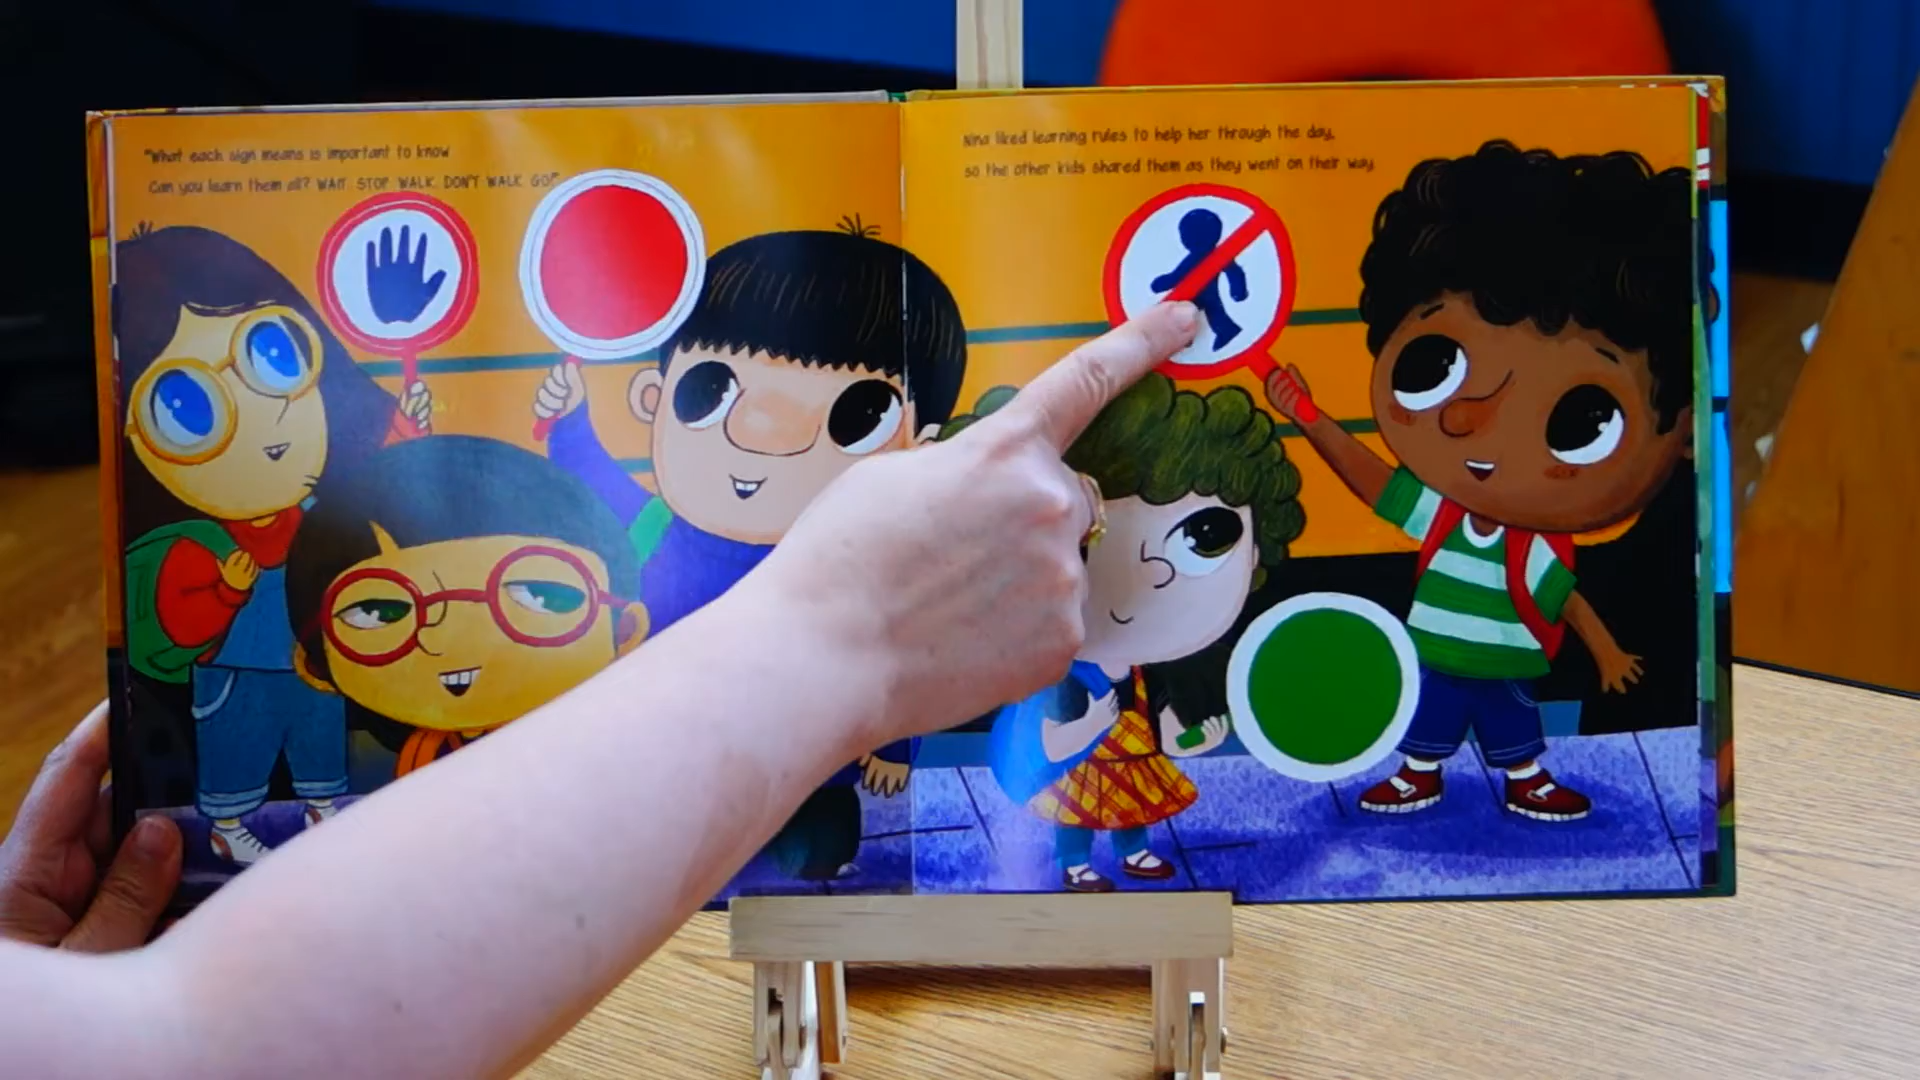 "What each sign means is important to know
Can you learn them all? WAIT. STOP. WALK. DON'T WALK. GO!"
Nina liked learning rules to help her through the day,
so the other kids shared them as they went on their way.